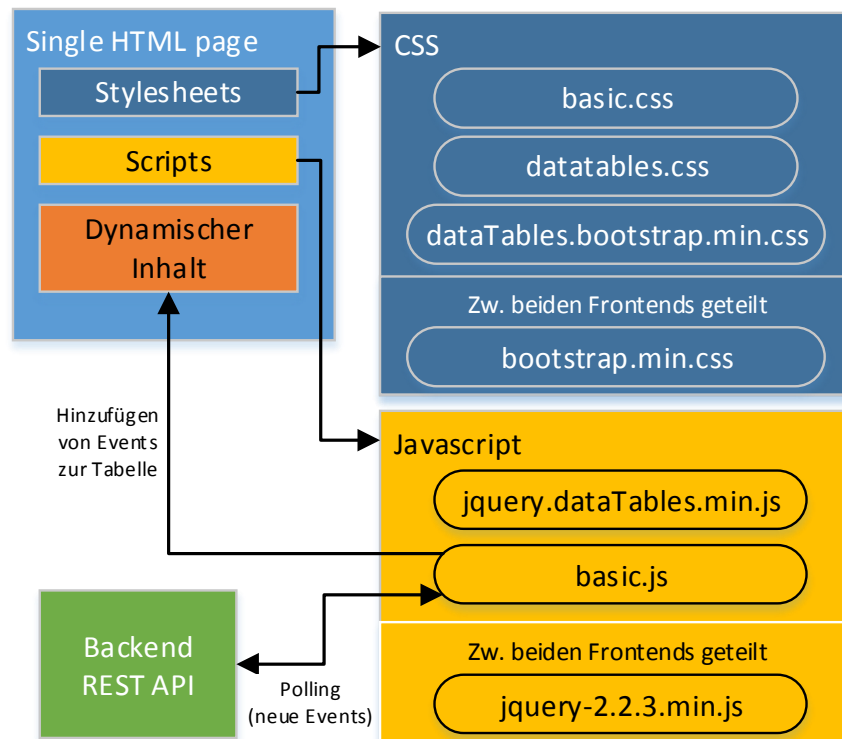 Single HTML page
Stylesheets
Scripts
Dynamischer
Inhalt
CSS
basic.css
datatables.css
dataTables.bootstrap.min.css
Zw. beiden Frontends geteilt
bootstrap.min.css
Hinzufügen
von Events
zur Tabelle
Javascript
jquery.dataTables.min.js
basic.js
Zw. beiden Frontends geteilt
jquery-2.2.3.min.js
Backend
REST API
Polling
(neue Events)